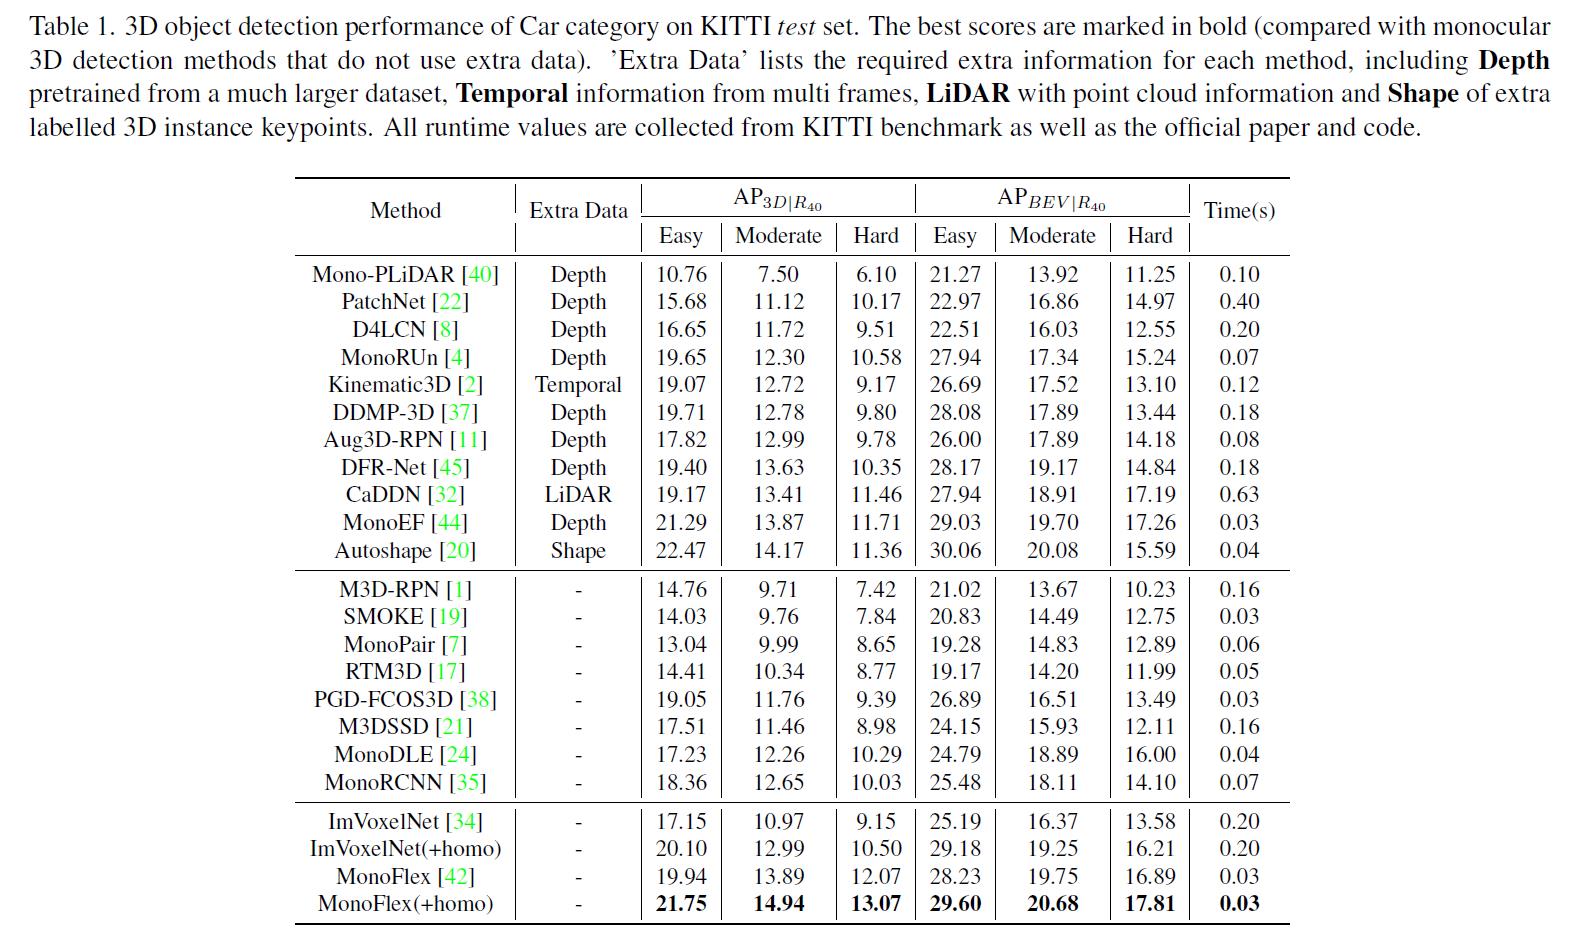 Table 1. 3D object detection performance of Car category on KITTI test set. The best scores are marked in bold (compared with monocular
3D detection methods that do not use extra data). 'Extra Data' lists the required extra information for each method, including Depth
pretrained from a much larger dataset, Temporal information from multi frames, LiDAR with point cloud information and Shape of extra
labelled 3D instance keypoints. All runtime values are collected from KITTI benchmark as well as the official paper and code.
Method Extra Data AP3D|R40 APBEV|R40 Time(s)
Easy Moderate Hard Easy Moderate Hard
Mono-PLiDAR [40] Depth 10.76 7.50 6.10 21.27 13.92 11.25 0.10
PatchNet [22] Depth 15.68 11.12 10.17 22.97 16.86 14.97 0.40
D4LCN [8] Depth 16.65 11.72 9.51 22.51 16.03 12.55 0.20
MonoRUn [4] Depth 19.65 12.30 10.58 27.94 17.34 15.24 0.07
Kinematic3D [2] Temporal 19.07 12.72 9.17 26.69 17.52 13.10 0.12
DDMP-3D [37] Depth 19.71 12.78 9.80 28.08 17.89 13.44 0.18
Aug3D-RPN [11] Depth 17.82 12.99 9.78 26.00 17.89 14.18 0.08
DFR-Net [45] Depth 19.40 13.63 10.35 28.17 19.17 14.84 0.18
CaDDN [32] LiDAR 19.17 13.41 11.46 27.94 18.91 17.19 0.63
MonoEF [44] Depth 21.29 13.87 11.71 29.03 19.70 17.26 0.03
Autoshape [20] Shape 22.47 14.17 11.36 30.06 20.08 15.59 0.04
M3D-RPN [1] - 14.76 9.71 7.42 21.02 13.67 10.23 0.16
SMOKE [19] - 14.03 9.76 7.84 20.83 14.49 12.75 0.03
MonoPair [7] - 13.04 9.99 8.65 19.28 14.83 12.89 0.06
RTM3D [17] - 14.41 10.34 8.77 19.17 14.20 11.99 0.05
PGD-FCOS3D [38] - 19.05 11.76 9.39 26.89 16.51 13.49 0.03
M3DSSD [21] - 17.51 11.46 8.98 24.15 15.93 12.11 0.16
MonoDLE [24] - 17.23 12.26 10.29 24.79 18.89 16.00 0.04
MonoRCNN [35] - 18.36 12.65 10.03 25.48 18.11 14.10 0.07
ImVoxelNet [34] - 17.15 10.97 9.15 25.19 16.37 13.58 0.20
ImVoxelNet(+homo) - 20.10 12.99 10.50 29.18 19.25 16.21 0.20
MonoFlex [42] - 19.94 13.89 12.07 28.23 19.75 16.89 0.03
MonoFlex(+homo) - 21.75 14.94 13.07 29.60 20.68 17.81 0.03